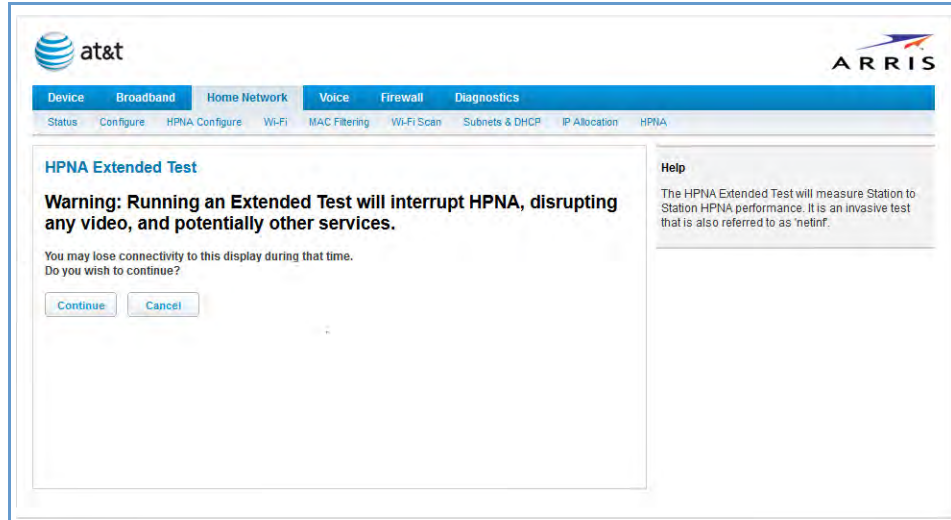 at&t
ARRIS
Device Broadband Home Network Voice Firewall Diagnostics
Status Configure HPNA Configure Wi-Fi MAC Filtering Wi-Fi Scan Subnets & DHCP IP Allocation HPNA
HPNA Extended Test
Warning: Running an Extended Test will interrupt HPNA, disrupting
any video, and potentially other services.
You may lose connectivity to this display during that time.
Do you wish to continue?
Continue Cancel
Help
The HPNA Extended Test will measure Station to
Station HPNA performance. It is an invasive test
that is also referred to as 'netinf'.